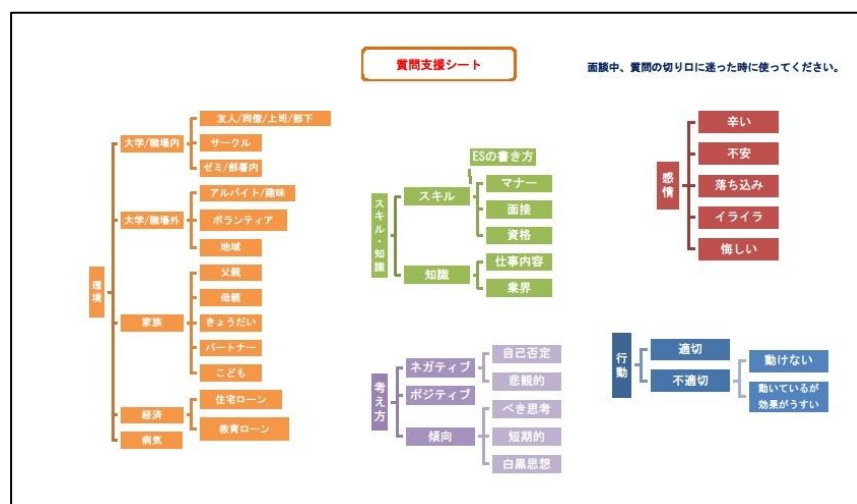 質問支援シート
面談中、質問の切り口に迷った時に使ってください。
環境
大学/職場内
友人/同僚/上司/部下
サークル
ゼミ/部署内
大学/職場外
アルバイト/趣味
ボランティア
地域
家族
父親
母親
きょうだい
パートナー
こども
経済
住宅ローン
教育ローン
病気
スキル・知識
スキル
ESの書き方
マナー
面接
資格
知識
仕事内容
業界
考え方
ネガティブ
自己否定
悲観的
ポジティブ
傾向
べき思考
短期的
白黒思想
感情
辛い
不安
落ち込み
イライラ
悔しい
行動
適切
不適切
動けない
動いているが
効果がうすい